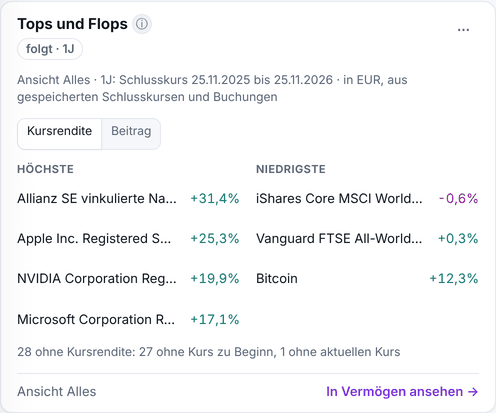 Tops und Flops ⓘ
...
folgt · 1J
Ansicht Alles · 1J: Schlusskurs 25.11.2025 bis 25.11.2026 · in EUR, aus
gespeicherten Schlusskursen und Buchungen
Kursrendite Beitrag
HÖCHSTE NIEDRIGSTE
Allianz SE vinkulierte Na... +31,4% iShares Core MSCI World... -0,6%
Apple Inc. Registered S... +25,3% Vanguard FTSE All-World... +0,3%
NVIDIA Corporation Reg... +19,9% Bitcoin +12,3%
Microsoft Corporation R... +17,1%
28 ohne Kursrendite: 27 ohne Kurs zu Beginn, 1 ohne aktuellen Kurs
Ansicht Alles In Vermögen ansehen →